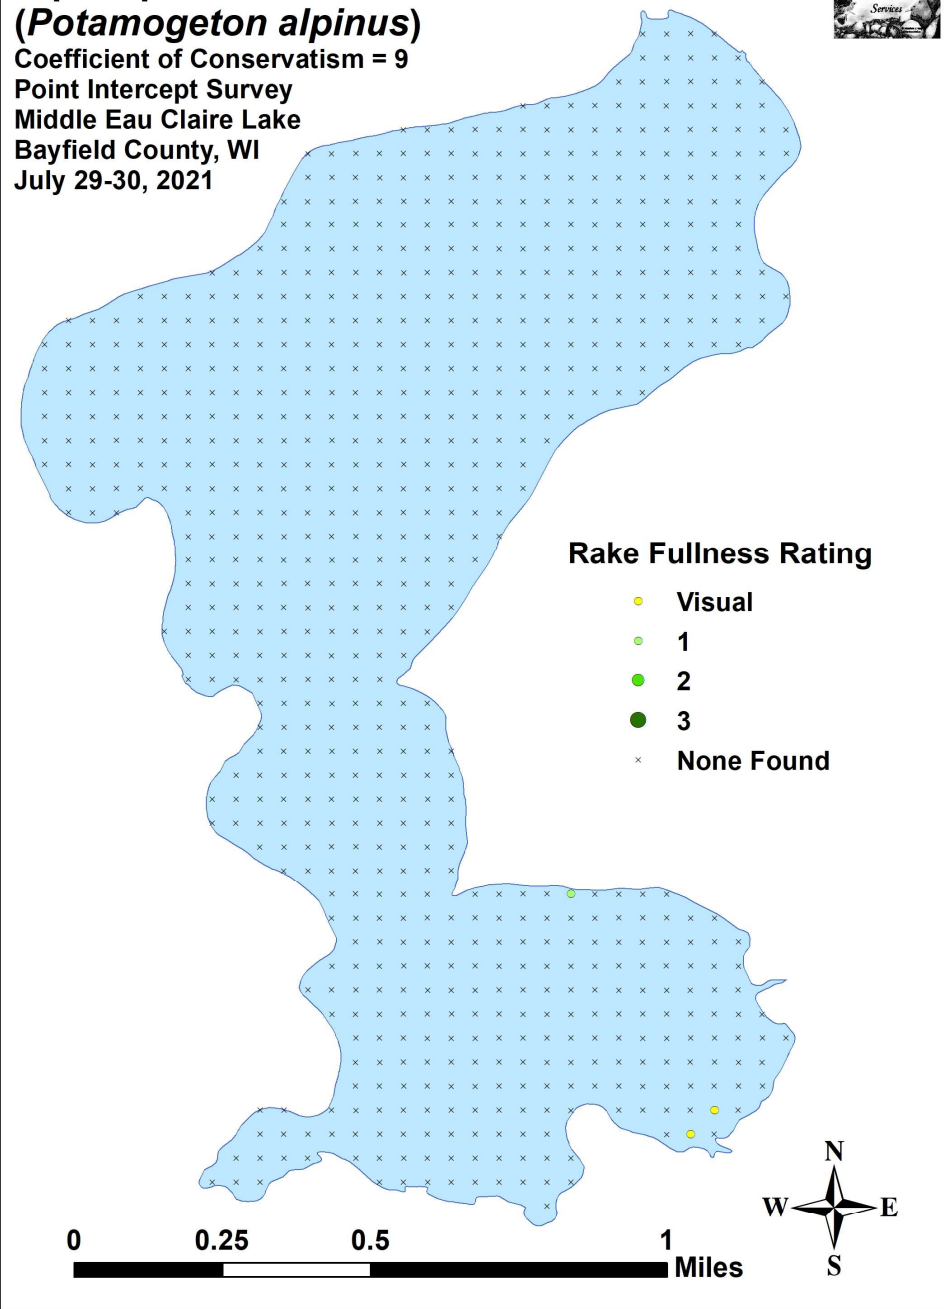 (Potamogeton alpinus)
Coefficient of Conservatism = 9
Point Intercept Survey
Middle Eau Claire Lake
Bayfield County, WI
July 29-30, 2021
Services
Rake Fullness Rating
Visual
1
2
3
None Found
N
W E
S
0 0.25 0.5 1
Miles